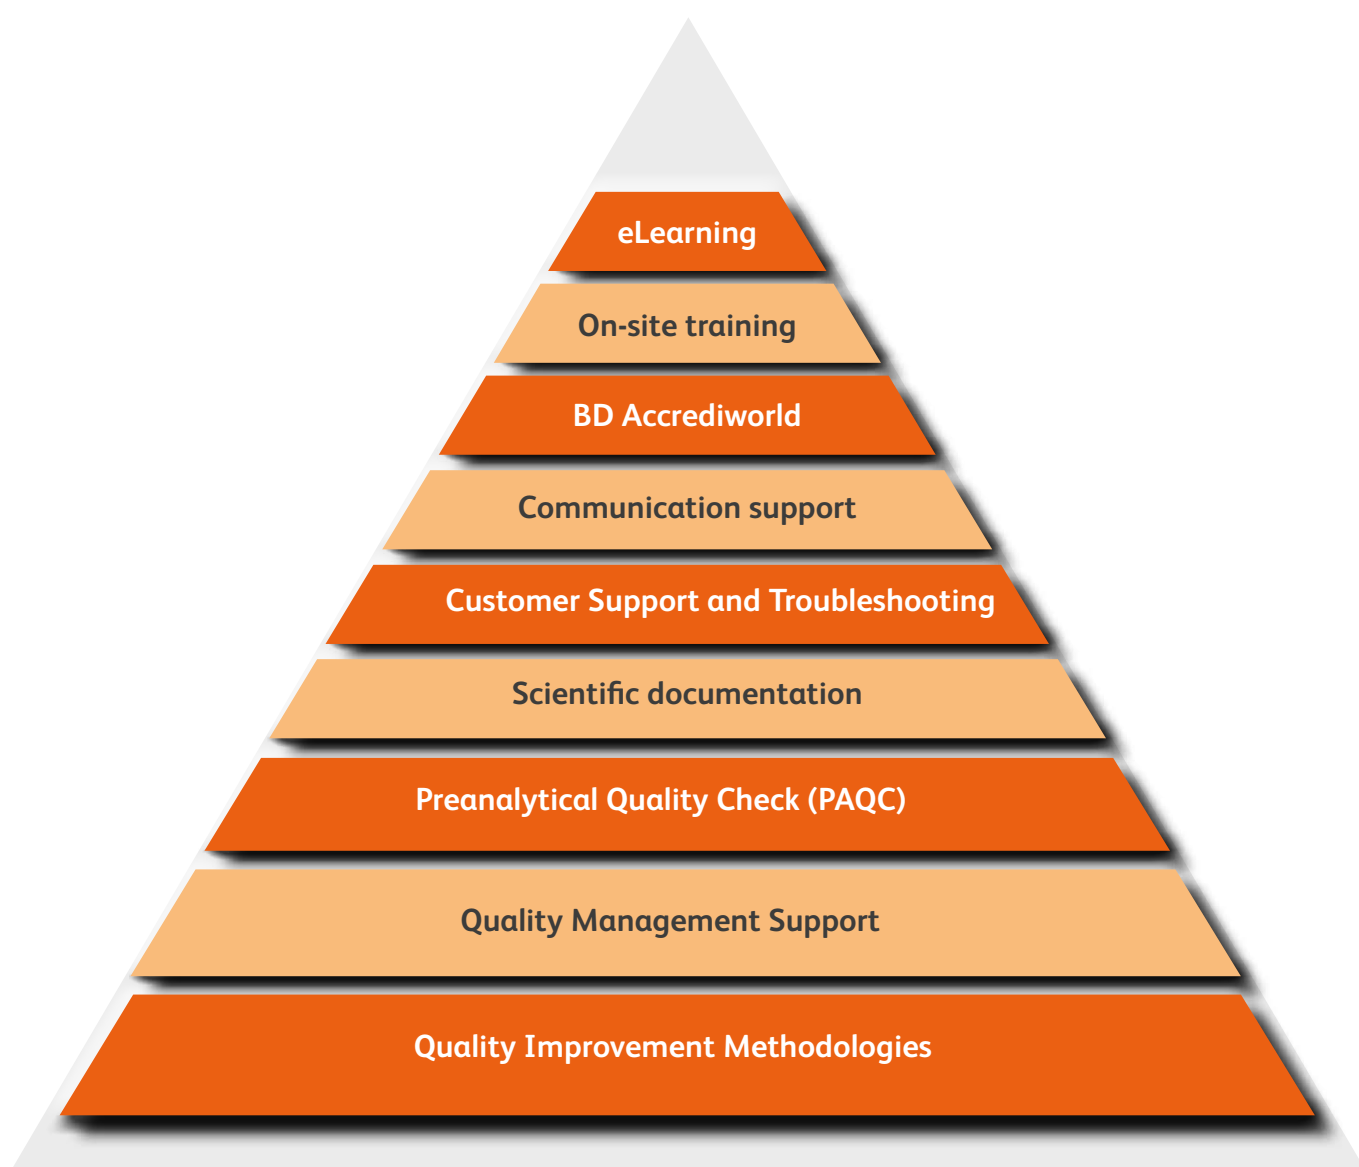 eLearning
On-site training
BD Accrediworld
Communication support
Customer Support and Troubleshooting
Scientific documentation
Preanalytical Quality Check (PAQC)
Quality Management Support
Quality Improvement Methodologies